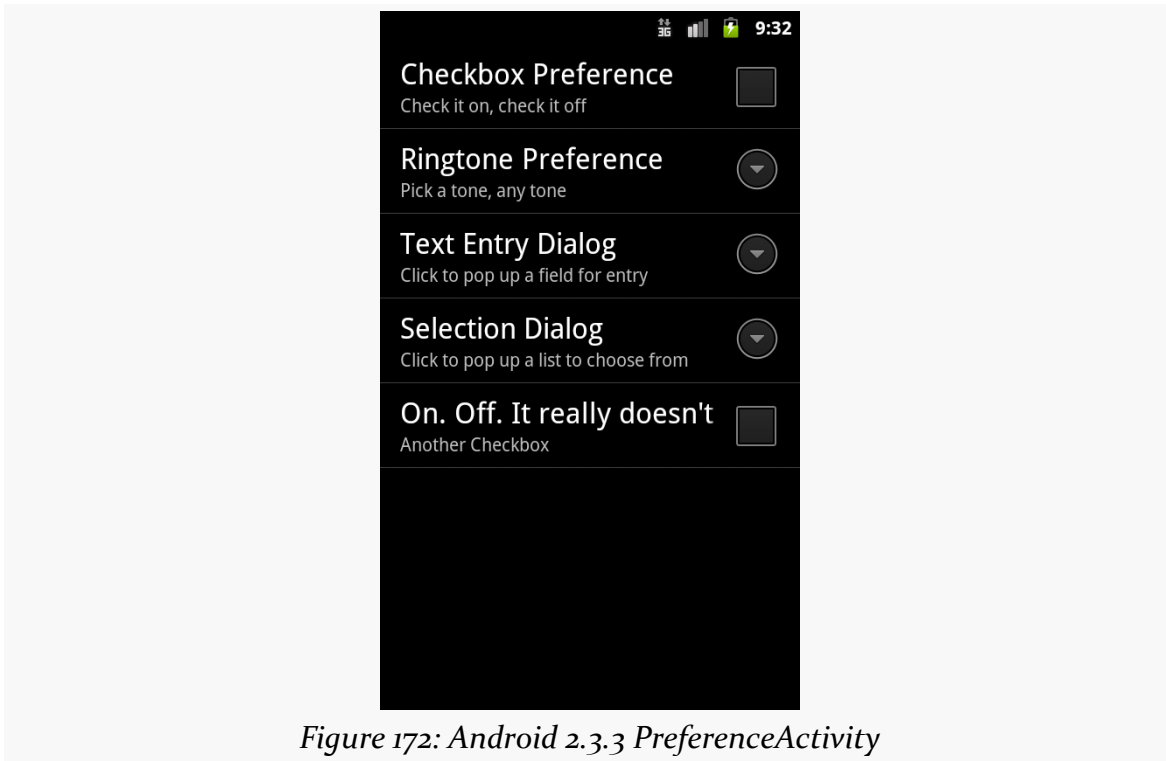 3G 9:32
Checkbox Preference
Check it on, check it off
Ringtone Preference
Pick a tone, any tone
Text Entry Dialog
Click to pop up a field for entry
Selection Dialog
Click to pop up a list to choose from
On. Off. It really doesn't
Another Checkbox
Figure 172: Android 2.3.3 PreferenceActivity